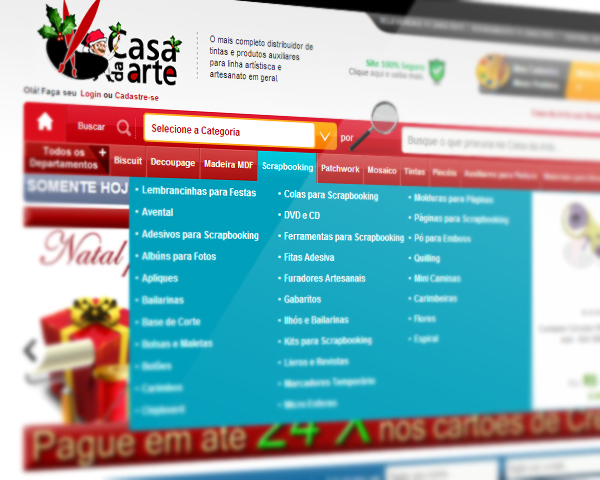 Casa
da
arte
O mais completo distribuidor de
tintas e produtos auxiliares
para linha artística e
artesanato em geral.
Site 100% Seguro
Clique aqui e saiba mais.
Olá! Faça seu Login ou Cadastre-se
Buscar
Selecione a Categoria
por
Busque o que procura no Casa da Arte...
Todos os +
Departamentos
Biscuit
Decoupage
Madeira MDF
Scrapbooking
Patchwork
Mosaico
Tintas
Pincéis
SOMENTE HOJ
Natal
• Lembrancinhas para Festas
• Avental
• Adesivos para Scrapbooking
• Albúns para Fotos
• Apliques
• Bailarinas
• Base de Corte
• Bolsas e Maletas
• Botões
• Carimbos
• Clipboard
• Colas para Scrapbooking
• DVD e CD
• Ferramentas para Scrapbooking
• Fitas Adesiva
• Furadores Artesanais
• Gabaritos
• Ilhós e Bailarinas
• Kits para Scrapbooking
• Livros e Revistas
• Marcadores Temporário
• Micro Esferas
• Molduras para Páginas
• Páginas para Scrapbooking
• Pó para Emboss
• Quilling
• Mini Camisas
• Carimbeiras
• Flores
• Espiral
Pague em até 24 X nos cartões de Cré